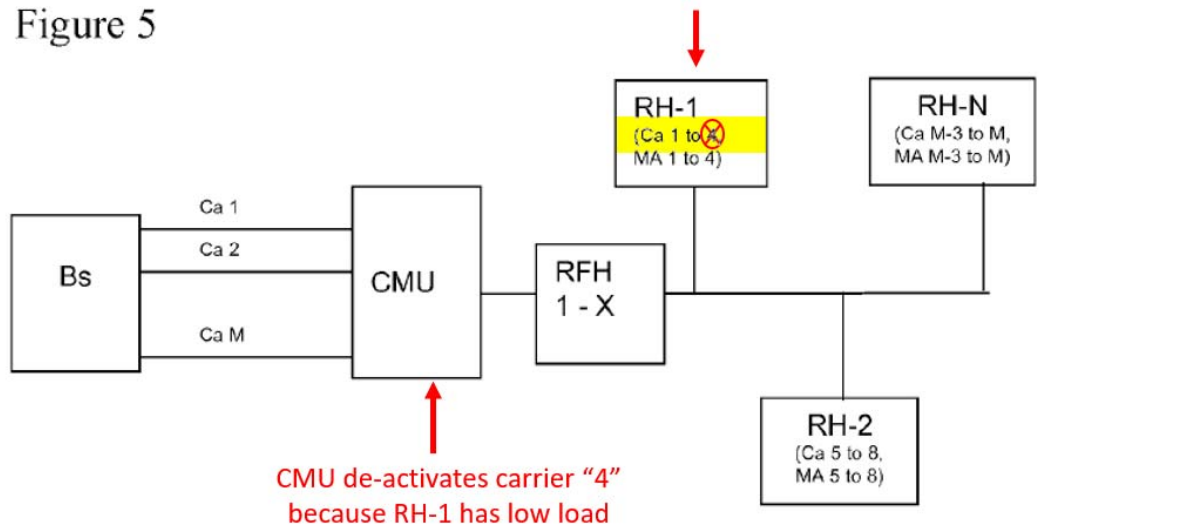 Figure 5
RH-1
(Ca 1 to 4,
MA 1 to 4)
RH-N
(Ca M-3 to M,
MA M-3 to M)
Ca 1
Ca 2
Ca M
Bs
CMU
RFH
1 - X
RH-2
(Ca 5 to 8,
MA 5 to 8)
CMU de-activates carrier “4”
because RH-1 has low load